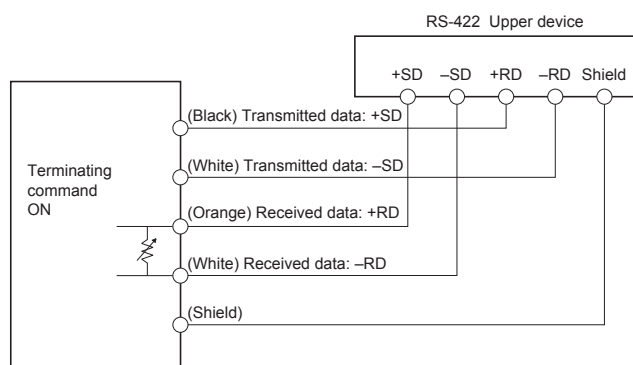 RS-422 Upper device
+SD –SD +RD –RD Shield
(Black) Transmitted data: +SD
(White) Transmitted data: –SD
Terminating
command
ON
(Orange) Received data: +RD
(White) Received data: –RD
(Shield)